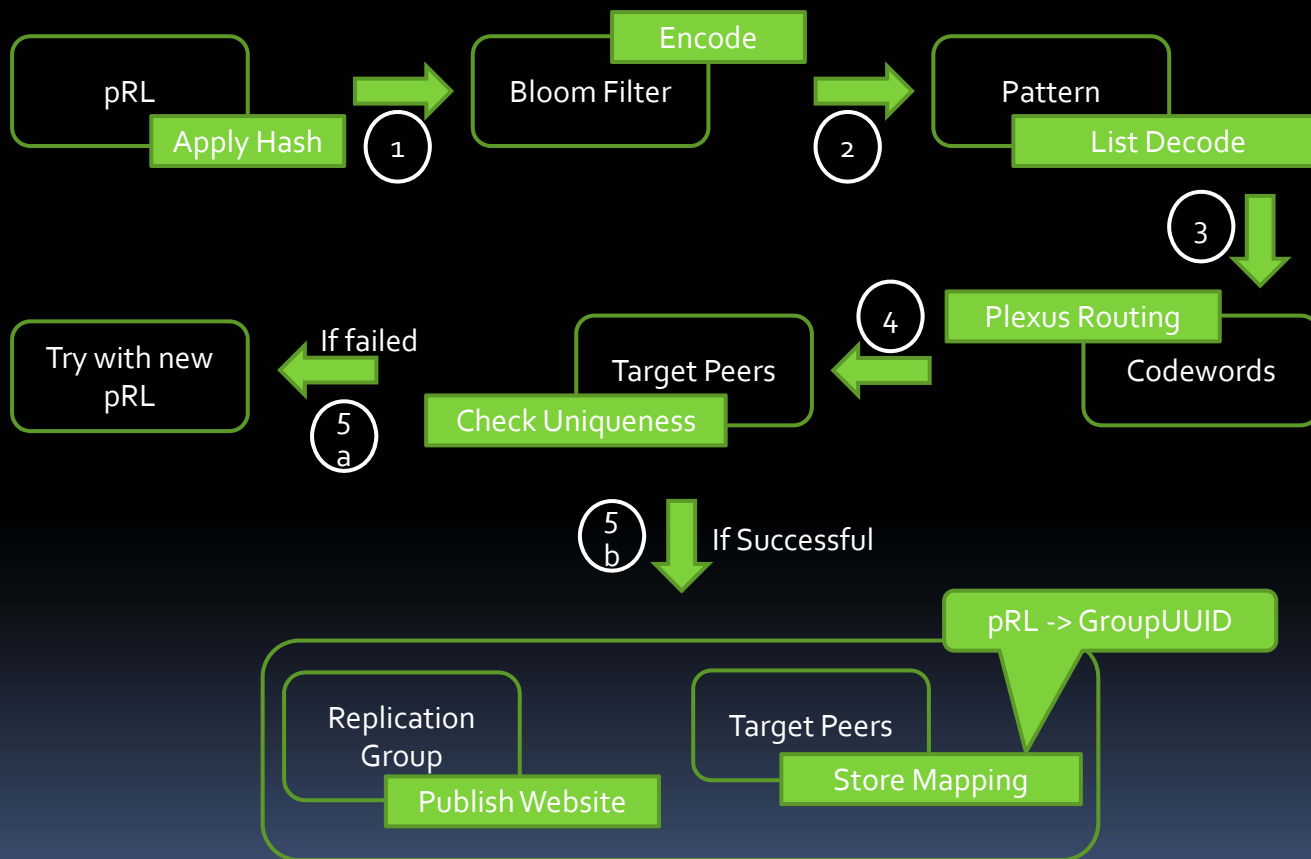 pRL
Apply Hash
1
Bloom Filter
Encode
2
Pattern
List Decode
3
Plexus Routing
Codewords
4
Target Peers
Check Uniqueness
If failed
5
a
Try with new
pRL
5
b
If Successful
pRL -> GroupUUID
Replication
Group
Publish Website
Target Peers
Store Mapping